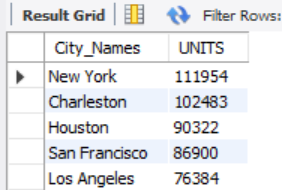 Result Grid Filter Rows:
City_Names UNITS
New York 111954
Charleston 102483
Houston 90322
San Francisco 86900
Los Angeles 76384